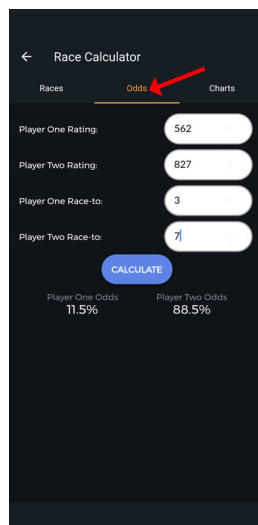 ← Race Calculator
Races Odds Charts
Player One Rating: 562
Player Two Rating: 827
Player One Race-to: 3
Player Two Race-to: 7
CALCULATE
Player One Odds Player Two Odds
11.5% 88.5%